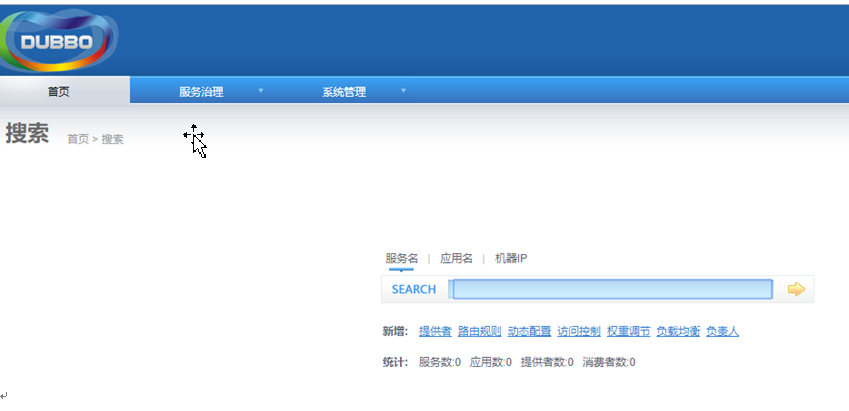 DUBBO
首页 服务治理 系统管理
搜索 首页 > 搜索
服务名 | 应用名 | 机器IP
SEARCH
新增: 提供者 路由规则 动态配置 访问控制 权重调节 负载均衡 负责人
统计: 服务数:0 应用数:0 提供者数:0 消费者数:0